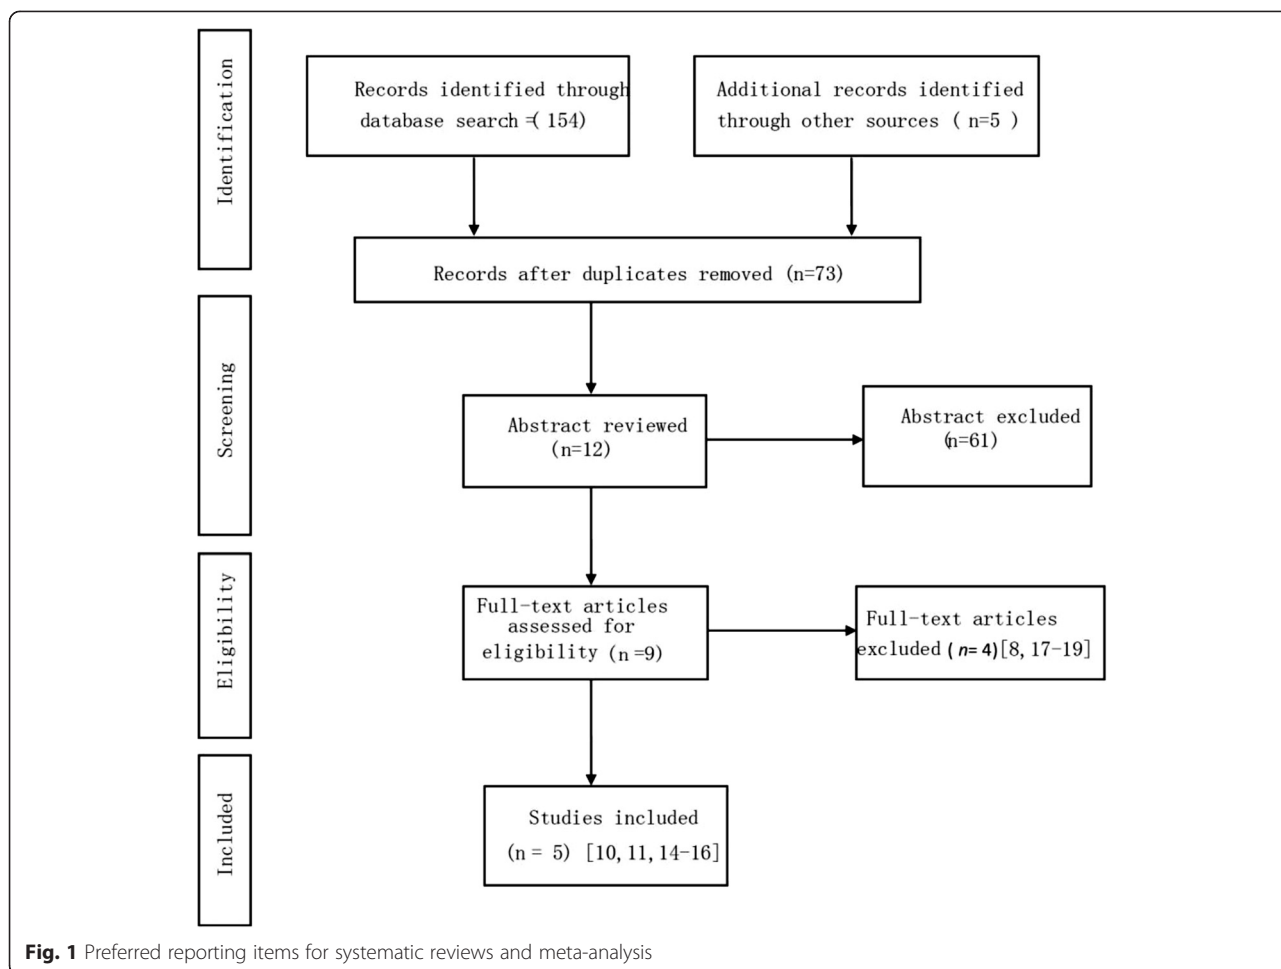 Identification
Records identified through
database search =( 154)
Additional records identified
through other sources ( n=5 )
Records after duplicates removed (n=73)
Screening
Abstract reviewed
(n=12)
Abstract excluded
(n=61)
Eligibility
Full-text articles
assessed for
eligibility (n =9)
Full-text articles
excluded ( n= 4)[8, 17-19]
Included
Studies included
(n = 5) [10, 11, 14-16]
Fig. 1 Preferred reporting items for systematic reviews and meta-analysis